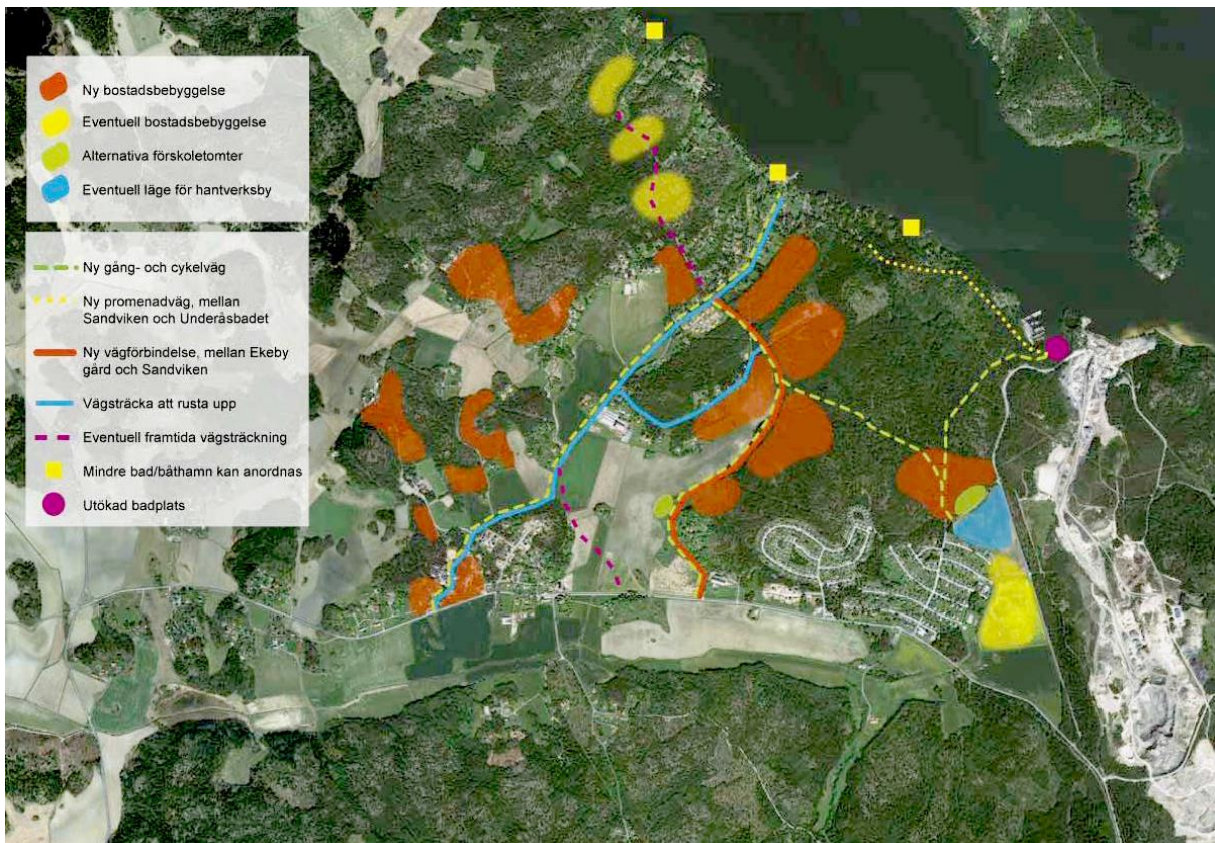 Ny bostadsbebyggelse
Eventuell bostadsbebyggelse
Alternativa förskoletomter
Eventuell läge för hantverksby
Ny gång- och cykelväg
Ny promenadväg, mellan
Sandviken och Underåsbadet
Ny vägförbindelse, mellan Ekeby
gård och Sandviken
Vägsträcka att rusta upp
Eventuell framtida vägsträckning
Mindre bad/båthamn kan anordnas
Utökad badplats